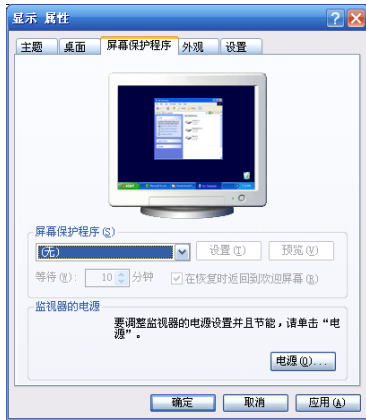 显示 属性
主题 桌面 屏幕保护程序 外观 设置
屏幕保护程序(S)
(无) 设置(T) 预览(V)
等待(W): 10 分钟 在恢复时返回到欢迎屏幕(R)
监视器的电源
要调整监视器的电源设置并且节能，请单击“电
源”。
电源(O)...
确定 取消 应用(A)